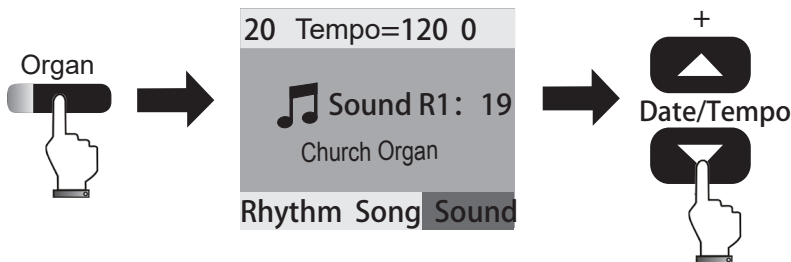 Organ
20 Tempo=120 0
Sound R1: 19
Church Organ
Rhythm Song Sound
+
Date/Tempo